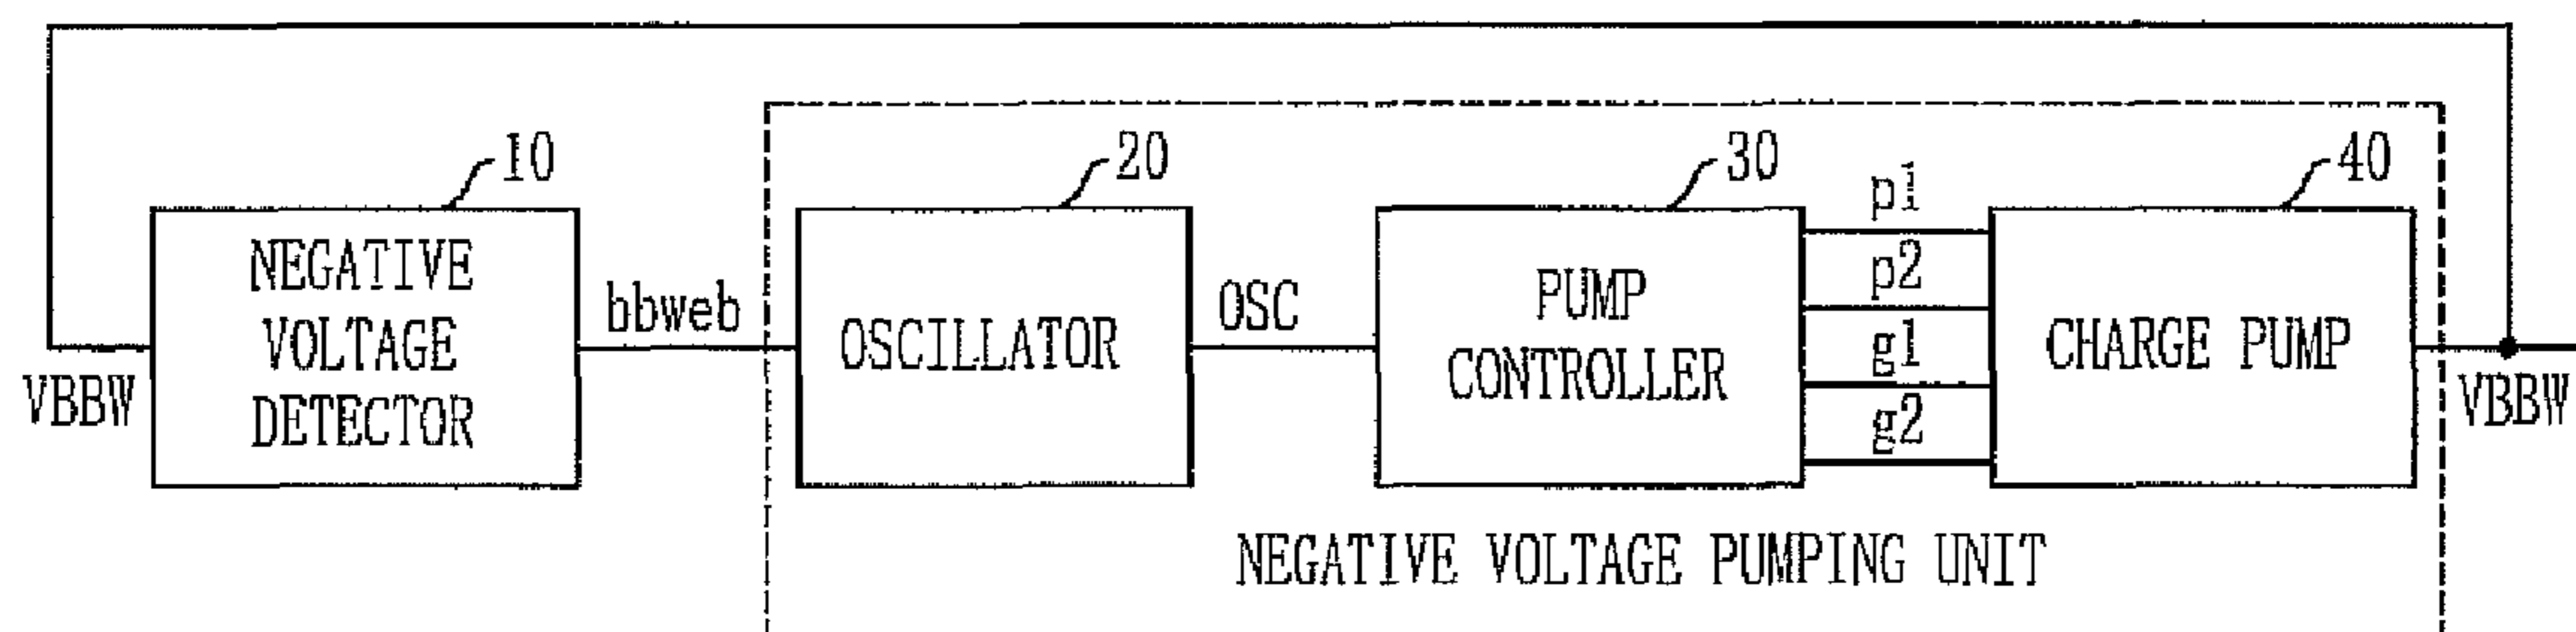 10
20
30
40
NEGATIVE
VOLTAGE
DETECTOR
VBBW
bbweb
OSCILLATOR
OSC
PUMP
CONTROLLER
p1
p2
g1
g2
CHARGE PUMP
VBBW
NEGATIVE VOLTAGE PUMPING UNIT